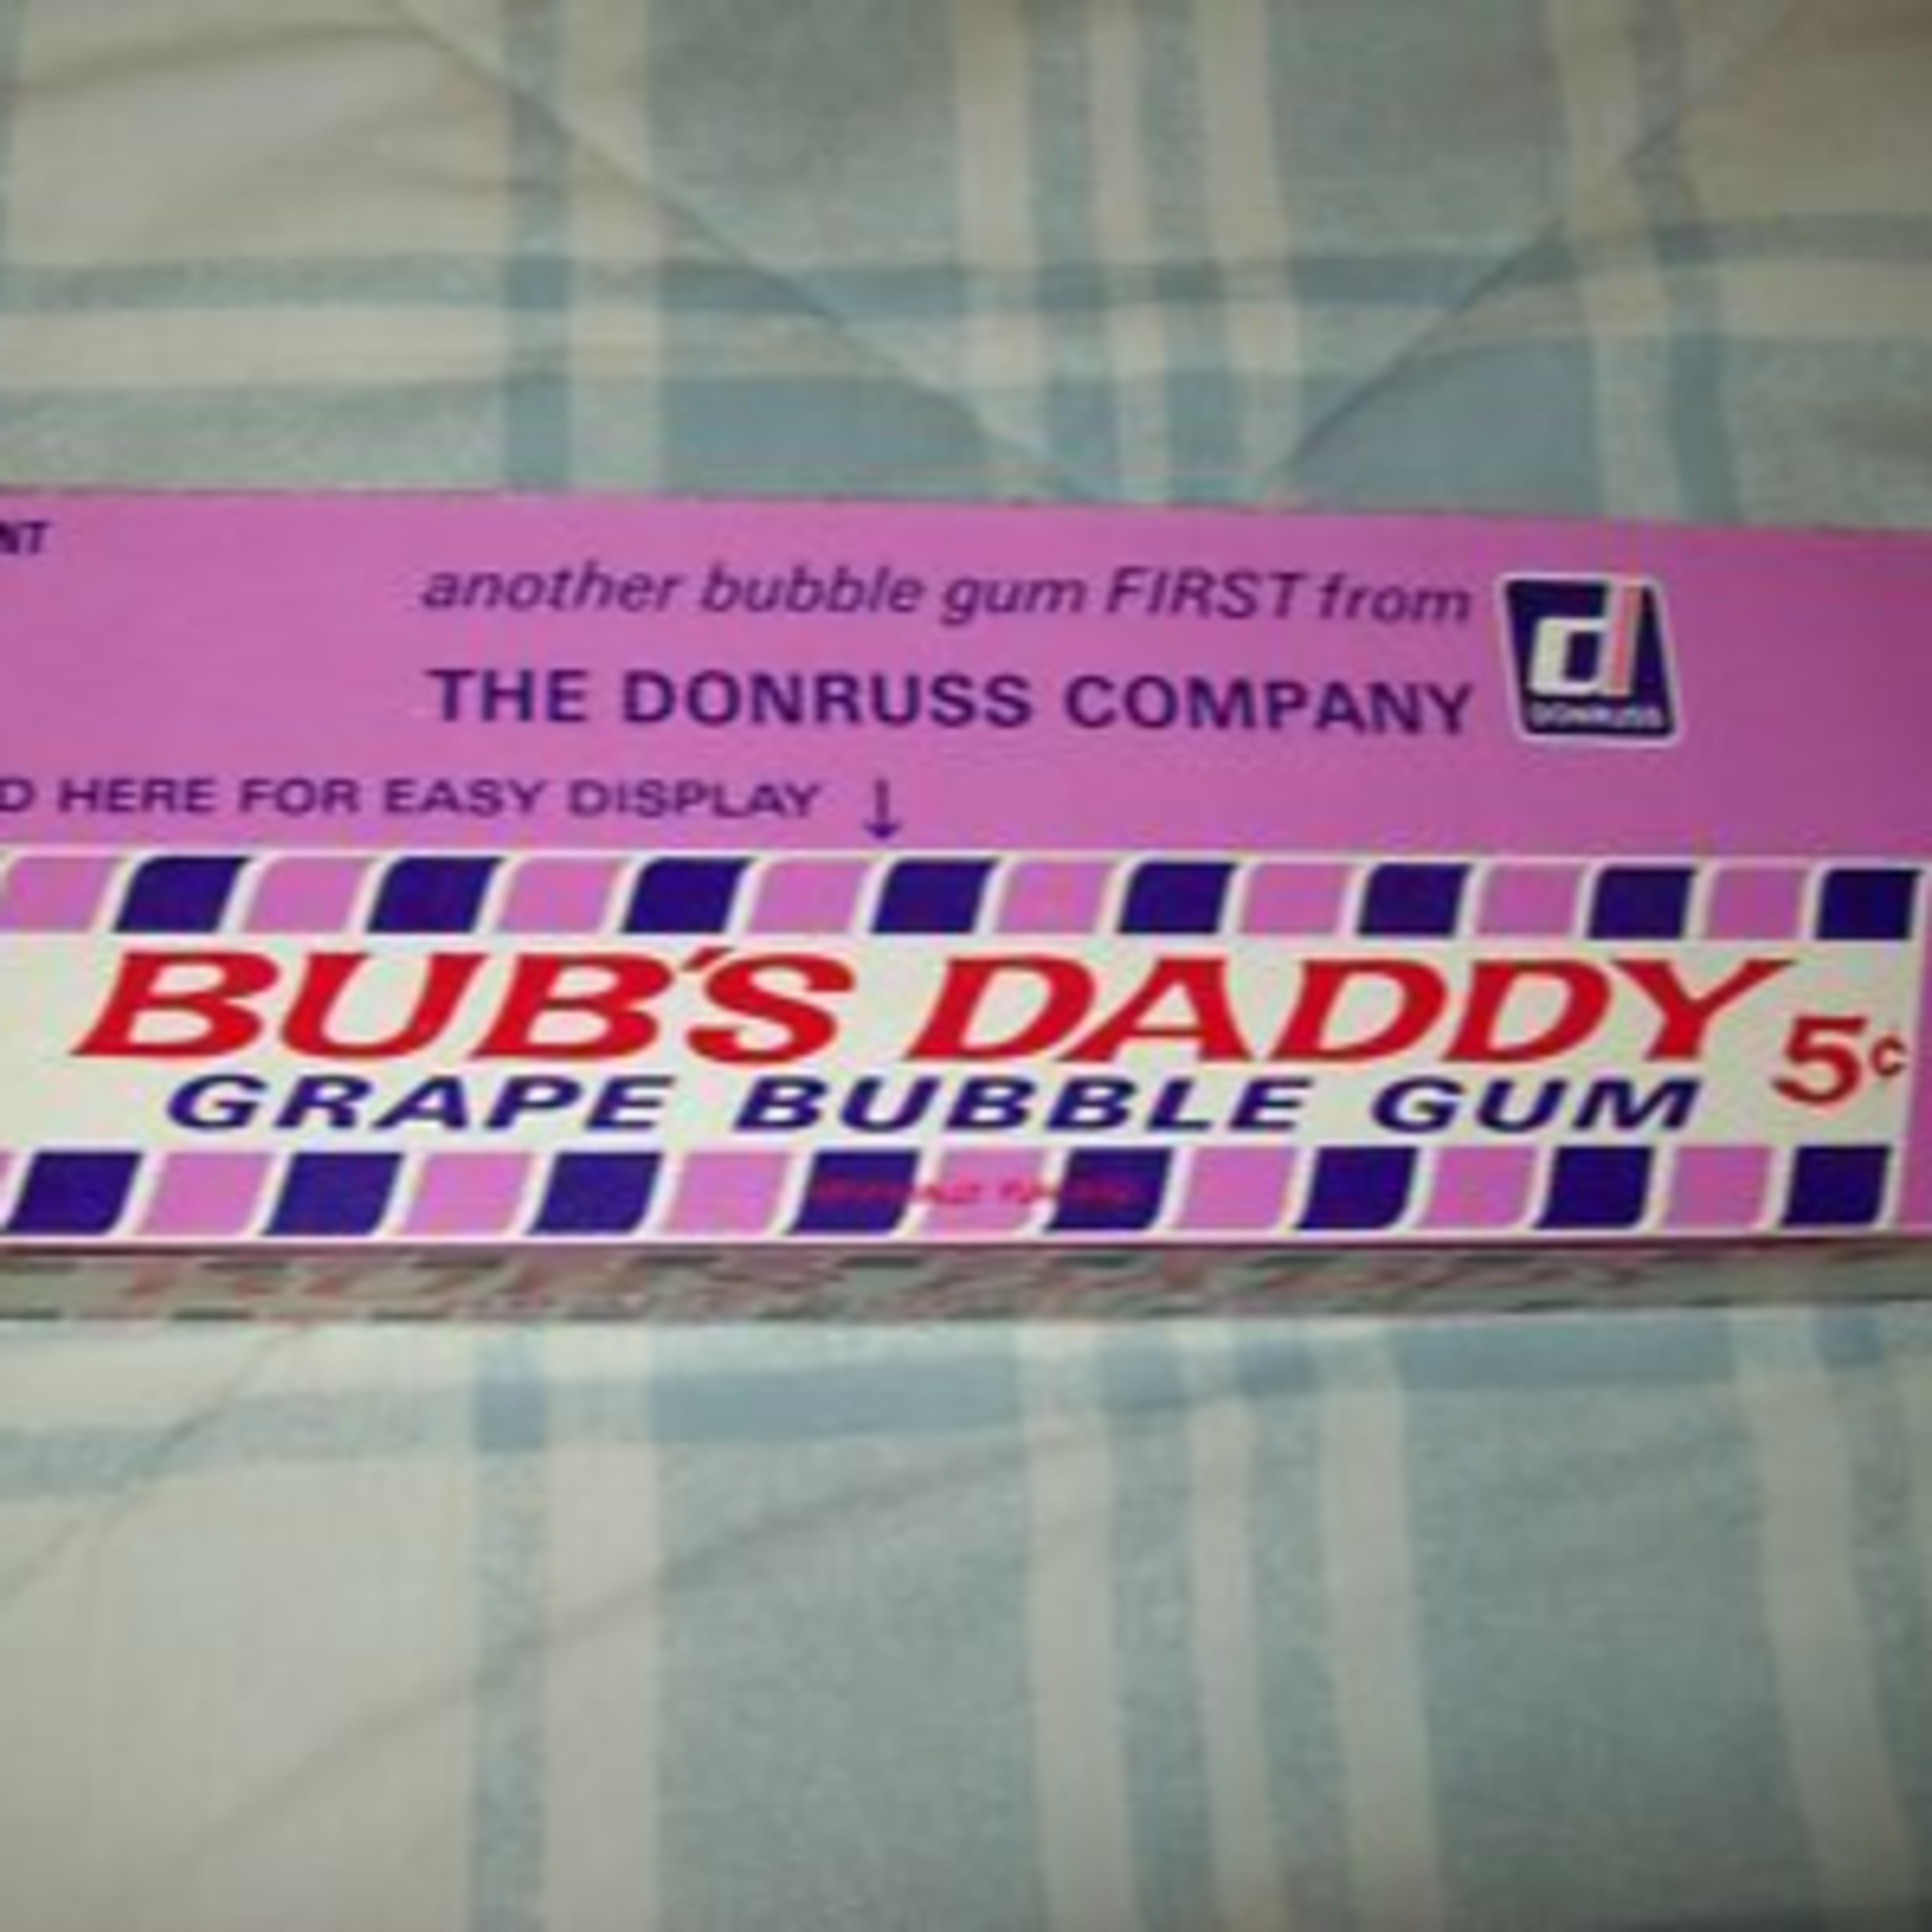 NT
another bubble gum FIRST from
THE DONRUSS COMPANY
d
DONRUSS
D HERE FOR EASY DISPLAY ↓
BUB'S DADDY
5¢
GRAPE BUBBLE GUM